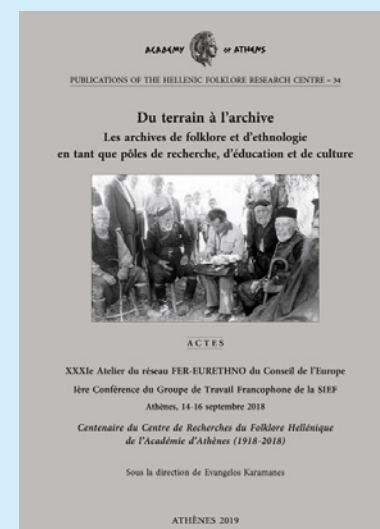 ACADEMY OF ATHENS
PUBLICATIONS OF THE HELLENIC FOLKLORE RESEARCH CENTRE – 34
Du terrain à l'archive
Les archives de folklore et d'ethnologie
en tant que pôles de recherche, d'éducation et de culture
ACTES
XXXIe Atelier du réseau FER-EURETHNO du Conseil de l'Europe
1ère Conférence du Groupe de Travail Francophone de la SIEF
Athènes, 14-16 septembre 2018
Centenaire du Centre de Recherches du Folklore Hellénique
de l'Académie d'Athènes (1918-2018)
Sous la direction de Evangelos Karamanes
ATHÈNES 2019